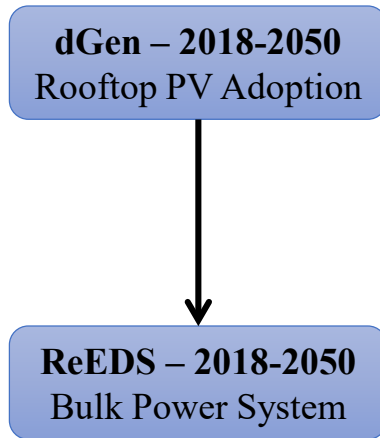 dGen – 2018-2050
Rooftop PV Adoption
ReEDS – 2018-2050
Bulk Power System